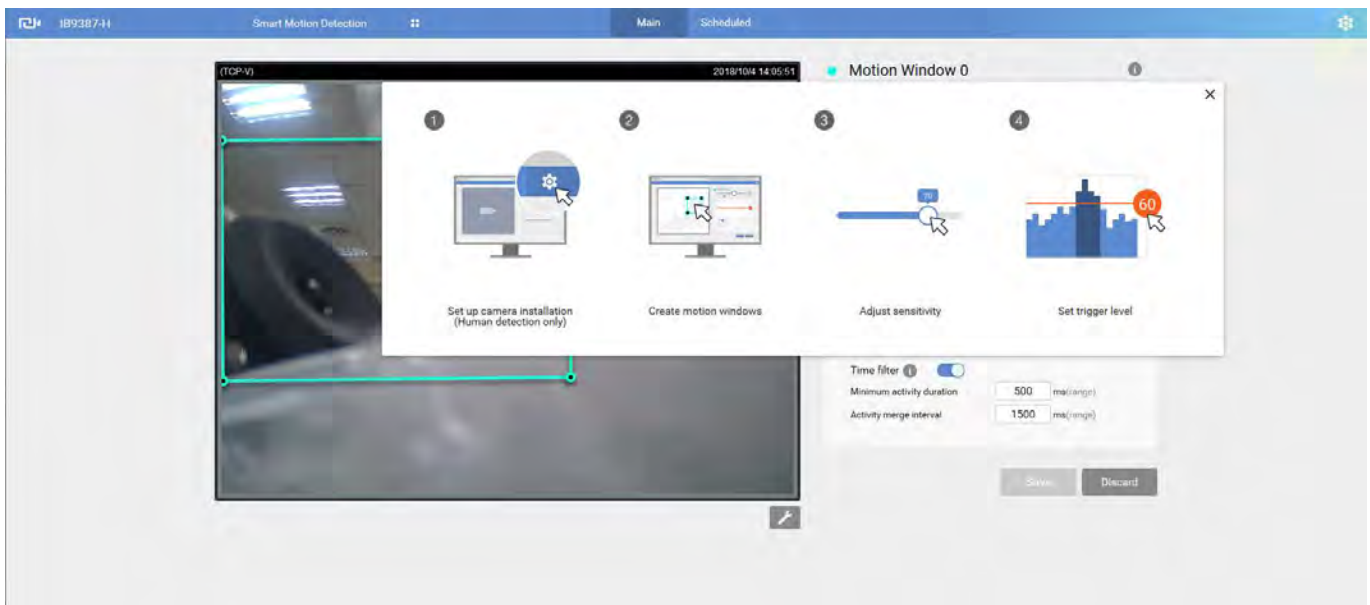 IB9387-H
Smart Motion Detection
Main
Scheduled
(TCP-V)
2018/10/4 14:05:51
Motion Window 0
i
×
1
2
3
4
70
60
Set up camera installation
(Human detection only)
Create motion windows
Adjust sensitivity
Set trigger level
Time filter i
Minimum activity duration 500 ms(range)
Activity merge interval 1500 ms(range)
Save
Discard